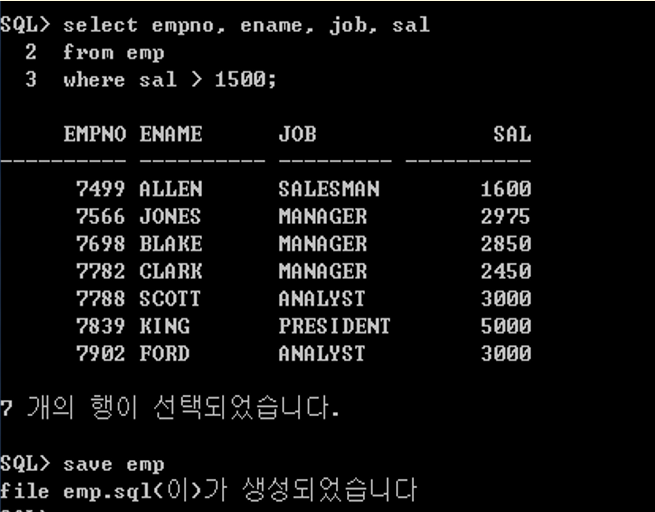 SQL> select empno, ename, job, sal
2 from emp
3 where sal > 1500;
EMPNO ENAME JOB SAL
---------- ---------- --------- ----------
7499 ALLEN SALESMAN 1600
7566 JONES MANAGER 2975
7698 BLAKE MANAGER 2850
7782 CLARK MANAGER 2450
7788 SCOTT ANALYST 3000
7839 KING PRESIDENT 5000
7902 FORD ANALYST 3000
7 개의 행이 선택되었습니다.
SQL> save emp
file emp.sql(이)가 생성되었습니다